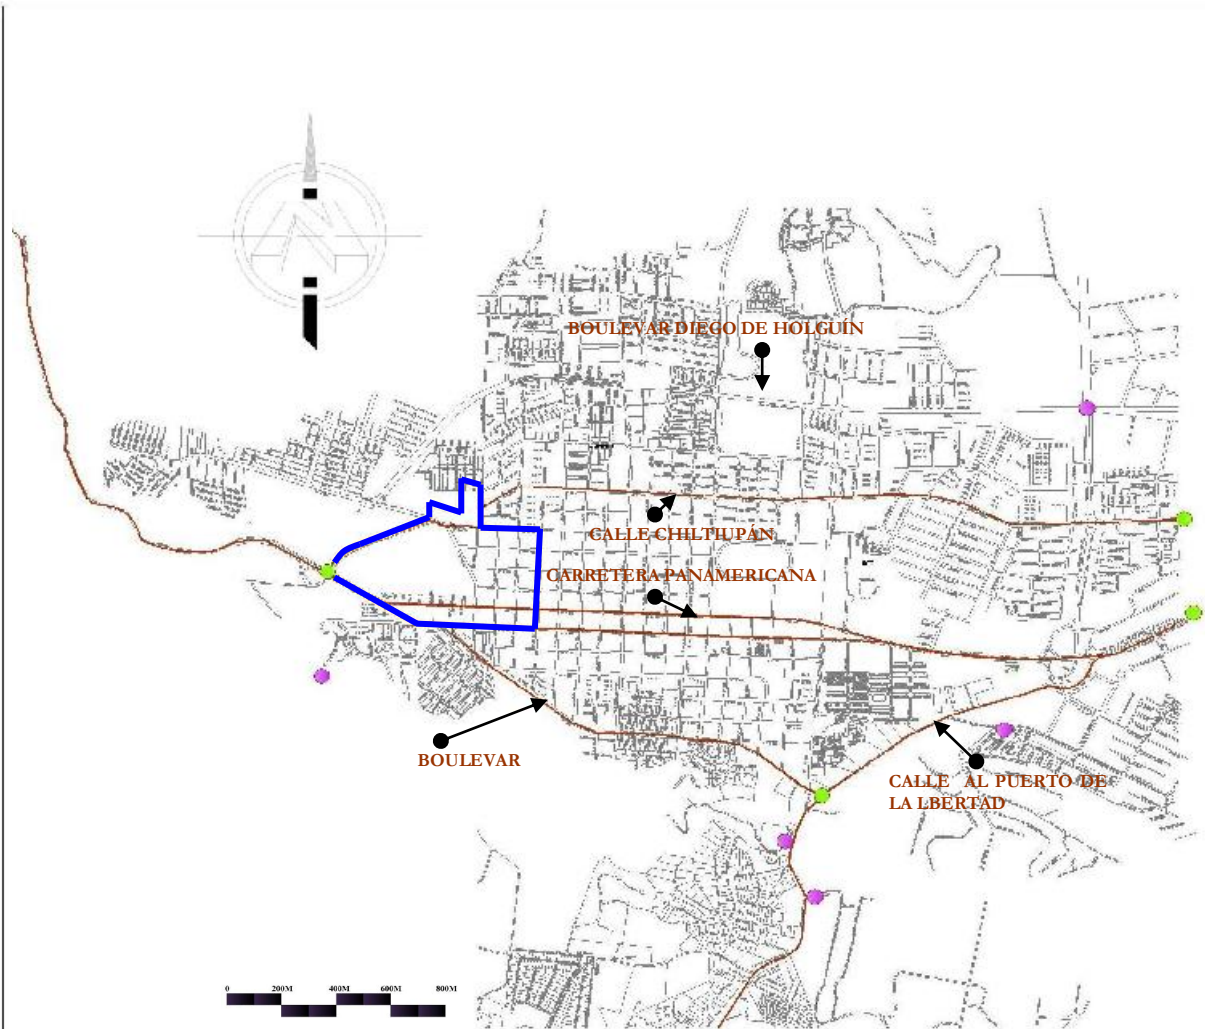 BOULEVAR DIEGO DE HOLGUÍN
CALLE CHILTIUPÁN
CARRETERA PANAMERICANA
BOULEVAR
CALLE AL PUERTO DE
LA LBERTAD
0 200M 400M 600M 800M